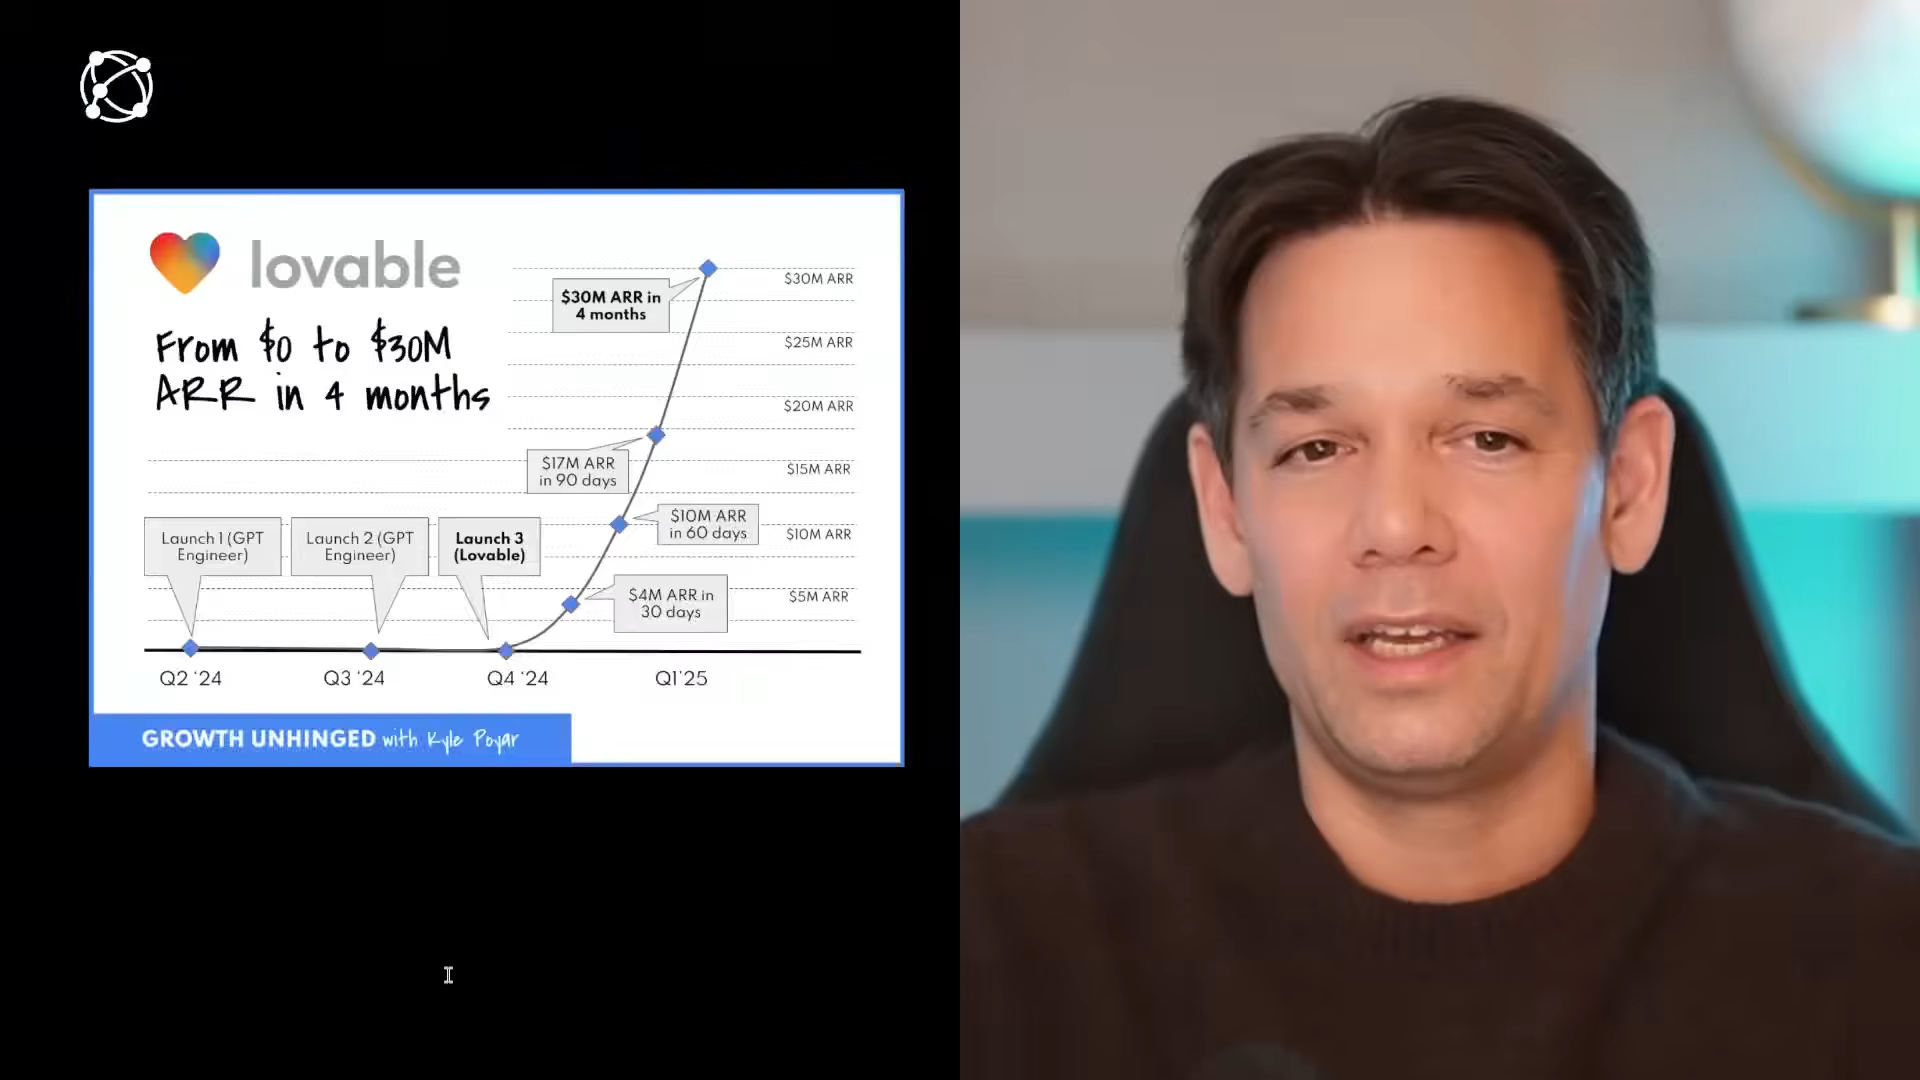 lovable
From $0 to $30M
ARR in 4 months
$30M ARR in
4 months
$30M ARR
$25M ARR
$20M ARR
$17M ARR
in 90 days
$15M ARR
$10M ARR
in 60 days
$10M ARR
Launch 1 (GPT
Engineer)
Launch 2 (GPT
Engineer)
Launch 3
(Lovable)
$4M ARR in
30 days
$5M ARR
Q2 '24
Q3 '24
Q4 '24
Q1'25
GROWTH UNHINGED with Kyle Poyar